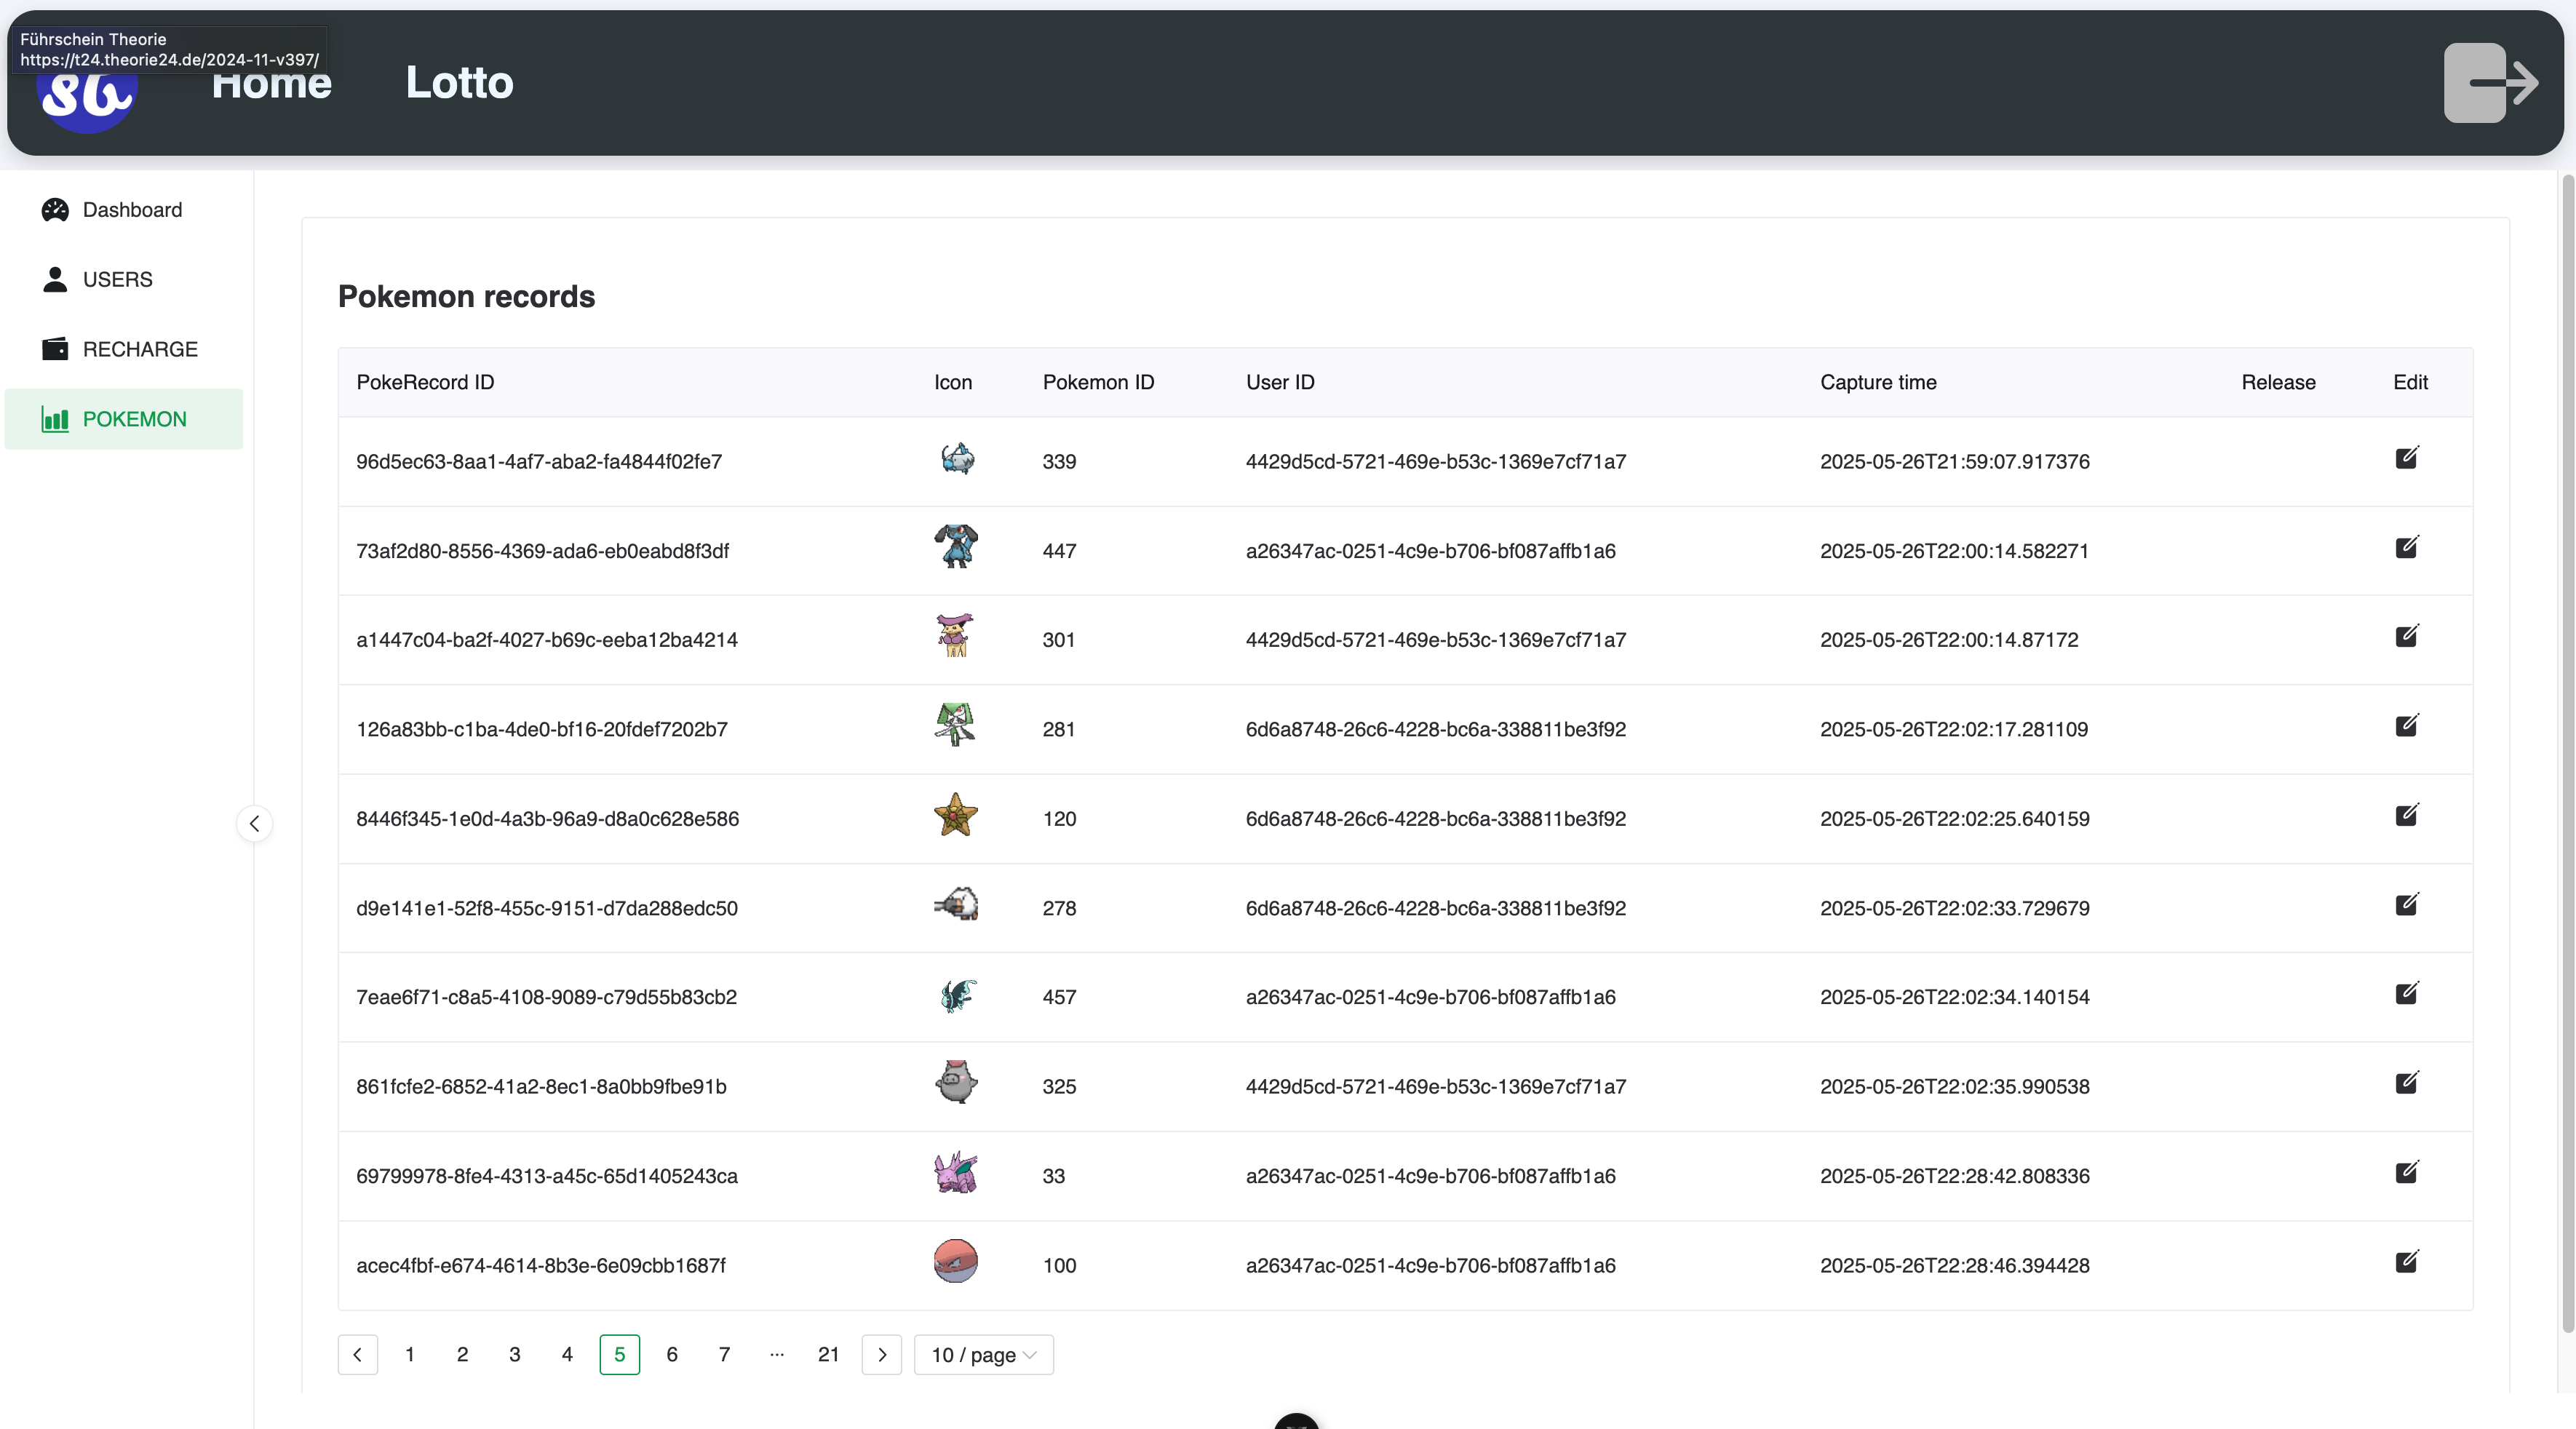 Führschein Theorie
https://t24.theorie24.de/2024-11-v397/
Home Lotto
Dashboard
USERS
RECHARGE
POKEMON
Pokemon records
PokeRecord ID Icon Pokemon ID User ID Capture time Release Edit
96d5ec63-8aa1-4af7-aba2-fa4844f02fe7 339 4429d5cd-5721-469e-b53c-1369e7cf71a7 2025-05-26T21:59:07.917376
73af2d80-8556-4369-ada6-eb0eabd8f3df 447 a26347ac-0251-4c9e-b706-bf087affb1a6 2025-05-26T22:00:14.582271
a1447c04-ba2f-4027-b69c-eeba12ba4214 301 4429d5cd-5721-469e-b53c-1369e7cf71a7 2025-05-26T22:00:14.87172
126a83bb-c1ba-4de0-bf16-20fdef7202b7 281 6d6a8748-26c6-4228-bc6a-338811be3f92 2025-05-26T22:02:17.281109
8446f345-1e0d-4a3b-96a9-d8a0c628e586 120 6d6a8748-26c6-4228-bc6a-338811be3f92 2025-05-26T22:02:25.640159
d9e141e1-52f8-455c-9151-d7da288edc50 278 6d6a8748-26c6-4228-bc6a-338811be3f92 2025-05-26T22:02:33.729679
7eae6f71-c8a5-4108-9089-c79d55b83cb2 457 a26347ac-0251-4c9e-b706-bf087affb1a6 2025-05-26T22:02:34.140154
861fcfe2-6852-41a2-8ec1-8a0bb9fbe91b 325 4429d5cd-5721-469e-b53c-1369e7cf71a7 2025-05-26T22:02:35.990538
69799978-8fe4-4313-a45c-65d1405243ca 33 a26347ac-0251-4c9e-b706-bf087affb1a6 2025-05-26T22:28:42.808336
acec4fbf-e674-4614-8b3e-6e09cbb1687f 100 a26347ac-0251-4c9e-b706-bf087affb1a6 2025-05-26T22:28:46.394428
1 2 3 4 5 6 7 ··· 21 10 / page